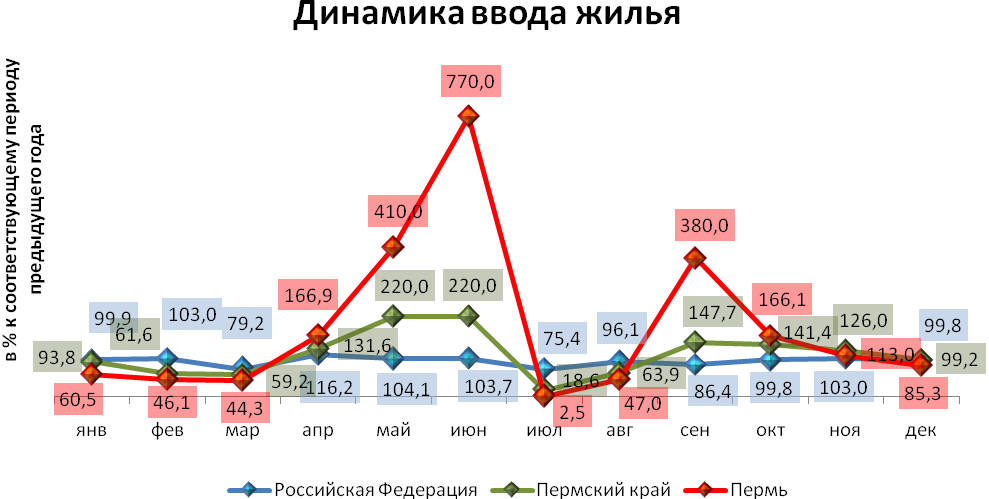 Динамика ввода жилья
в % к соответствующему периоду
предыдущего года
770,0
410,0
380,0
220,0 220,0
166,9 166,1
99,9 103,0 79,2 75,4 96,1 147,7 141,4 126,0 99,8
61,6 131,6
93,8 59,2 18,6 63,9 113,0 99,2
60,5 46,1 44,3 116,2 104,1 103,7 2,5 47,0 86,4 99,8 103,0 85,3
янв фев мар апр май июн июл авг сен окт ноя дек
Российская Федерация Пермский край Пермь